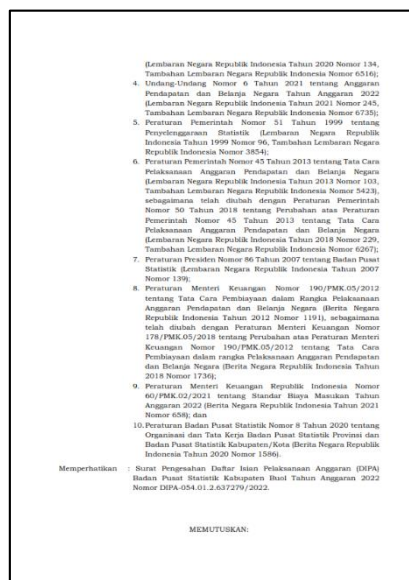 (Lembaran Negara Republik Indonesia Tahun 2020 Nomor 134,
Tambahan Lembaran Negara Republik Indonesia Nomor 6516);
4. Undang-Undang Nomor 6 Tahun 2021 tentang Anggaran
Pendapatan dan Belanja Negara Tahun Anggaran 2022
(Lembaran Negara Republik Indonesia Tahun 2021 Nomor 245,
Tambahan Lembaran Negara Republik Indonesia Nomor 6735);
5. Peraturan Pemerintah Nomor 51 Tahun 1999 tentang
Penyelenggaraan Statistik (Lembaran Negara Republik
Indonesia Tahun 1999 Nomor 96, Tambahan Lembaran Negara
Republik Indonesia Nomor 3854);
6. Peraturan Pemerintah Nomor 45 Tahun 2013 tentang Tata Cara
Pelaksanaan Anggaran Pendapatan dan Belanja Negara
(Lembaran Negara Republik Indonesia Tahun 2013 Nomor 103,
Tambahan Lembaran Negara Republik Indonesia Nomor 5423),
sebagaimana telah diubah dengan Peraturan Pemerintah
Nomor 50 Tahun 2018 tentang Perubahan atas Peraturan
Pemerintah Nomor 45 Tahun 2013 tentang Tata Cara
Pelaksanaan Anggaran Pendapatan dan Belanja Negara
(Lembaran Negara Republik Indonesia Tahun 2018 Nomor 229,
Tambahan Lembaran Negara Republik Indonesia Nomor 6267);
7. Peraturan Presiden Nomor 86 Tahun 2007 tentang Badan Pusat
Statistik (Lembaran Negara Republik Indonesia Tahun 2007
Nomor 139);
8. Peraturan Menteri Keuangan Nomor 190/PMK.05/2012
tentang Tata Cara Pembiayaan dalam Rangka Pelaksanaan
Anggaran Pendapatan dan Belanja Negara (Berita Negara
Republik Indonesia Tahun 2012 Nomor 1191), sebagaimana
telah diubah dengan Peraturan Menteri Keuangan Nomor
178/PMK.05/2018 tentang Perubahan atas Peraturan Menteri
Keuangan Nomor 190/PMK.05/2012 tentang Tata Cara
Pembiayaan dalam rangka Pelaksanaan Anggaran Pendapatan
dan Belanja Negara (Berita Negara Republik Indonesia Tahun
2018 Nomor 1736);
9. Peraturan Menteri Keuangan Republik Indonesia Nomor
60/PMK.02/2021 tentang Standar Biaya Masukan Tahun
Anggaran 2022 (Berita Negara Republik Indonesia Tahun 2021
Nomor 658); dan
10. Peraturan Badan Pusat Statistik Nomor 8 Tahun 2020 tentang
Organisasi dan Tata Kerja Badan Pusat Statistik Provinsi dan
Badan Pusat Statistik Kabupaten/Kota (Berita Negara Republik
Indonesia Tahun 2020 Nomor 1586).
Memperhatikan : Surat Pengesahan Daftar Isian Pelaksanaan Anggaran (DIPA)
Badan Pusat Statistik Kabupaten Buol Tahun Anggaran 2022
Nomor DIPA-054.01.2.637279/2022.
MEMUTUSKAN: